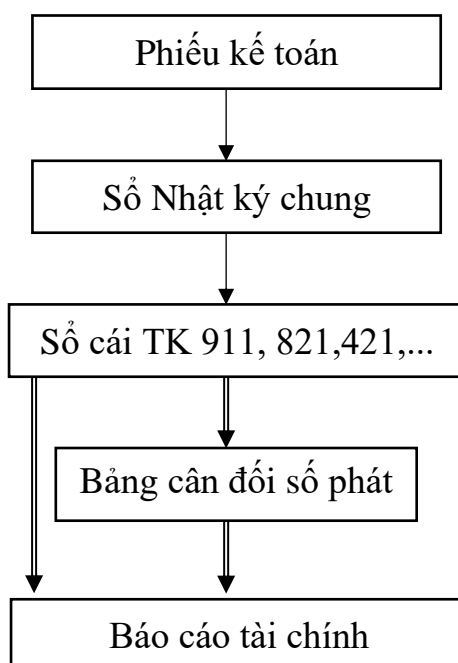 Phiếu kế toán
Sổ Nhật ký chung
Sổ cái TK 911, 821,421,...
Bảng cân đối số phát
Báo cáo tài chính